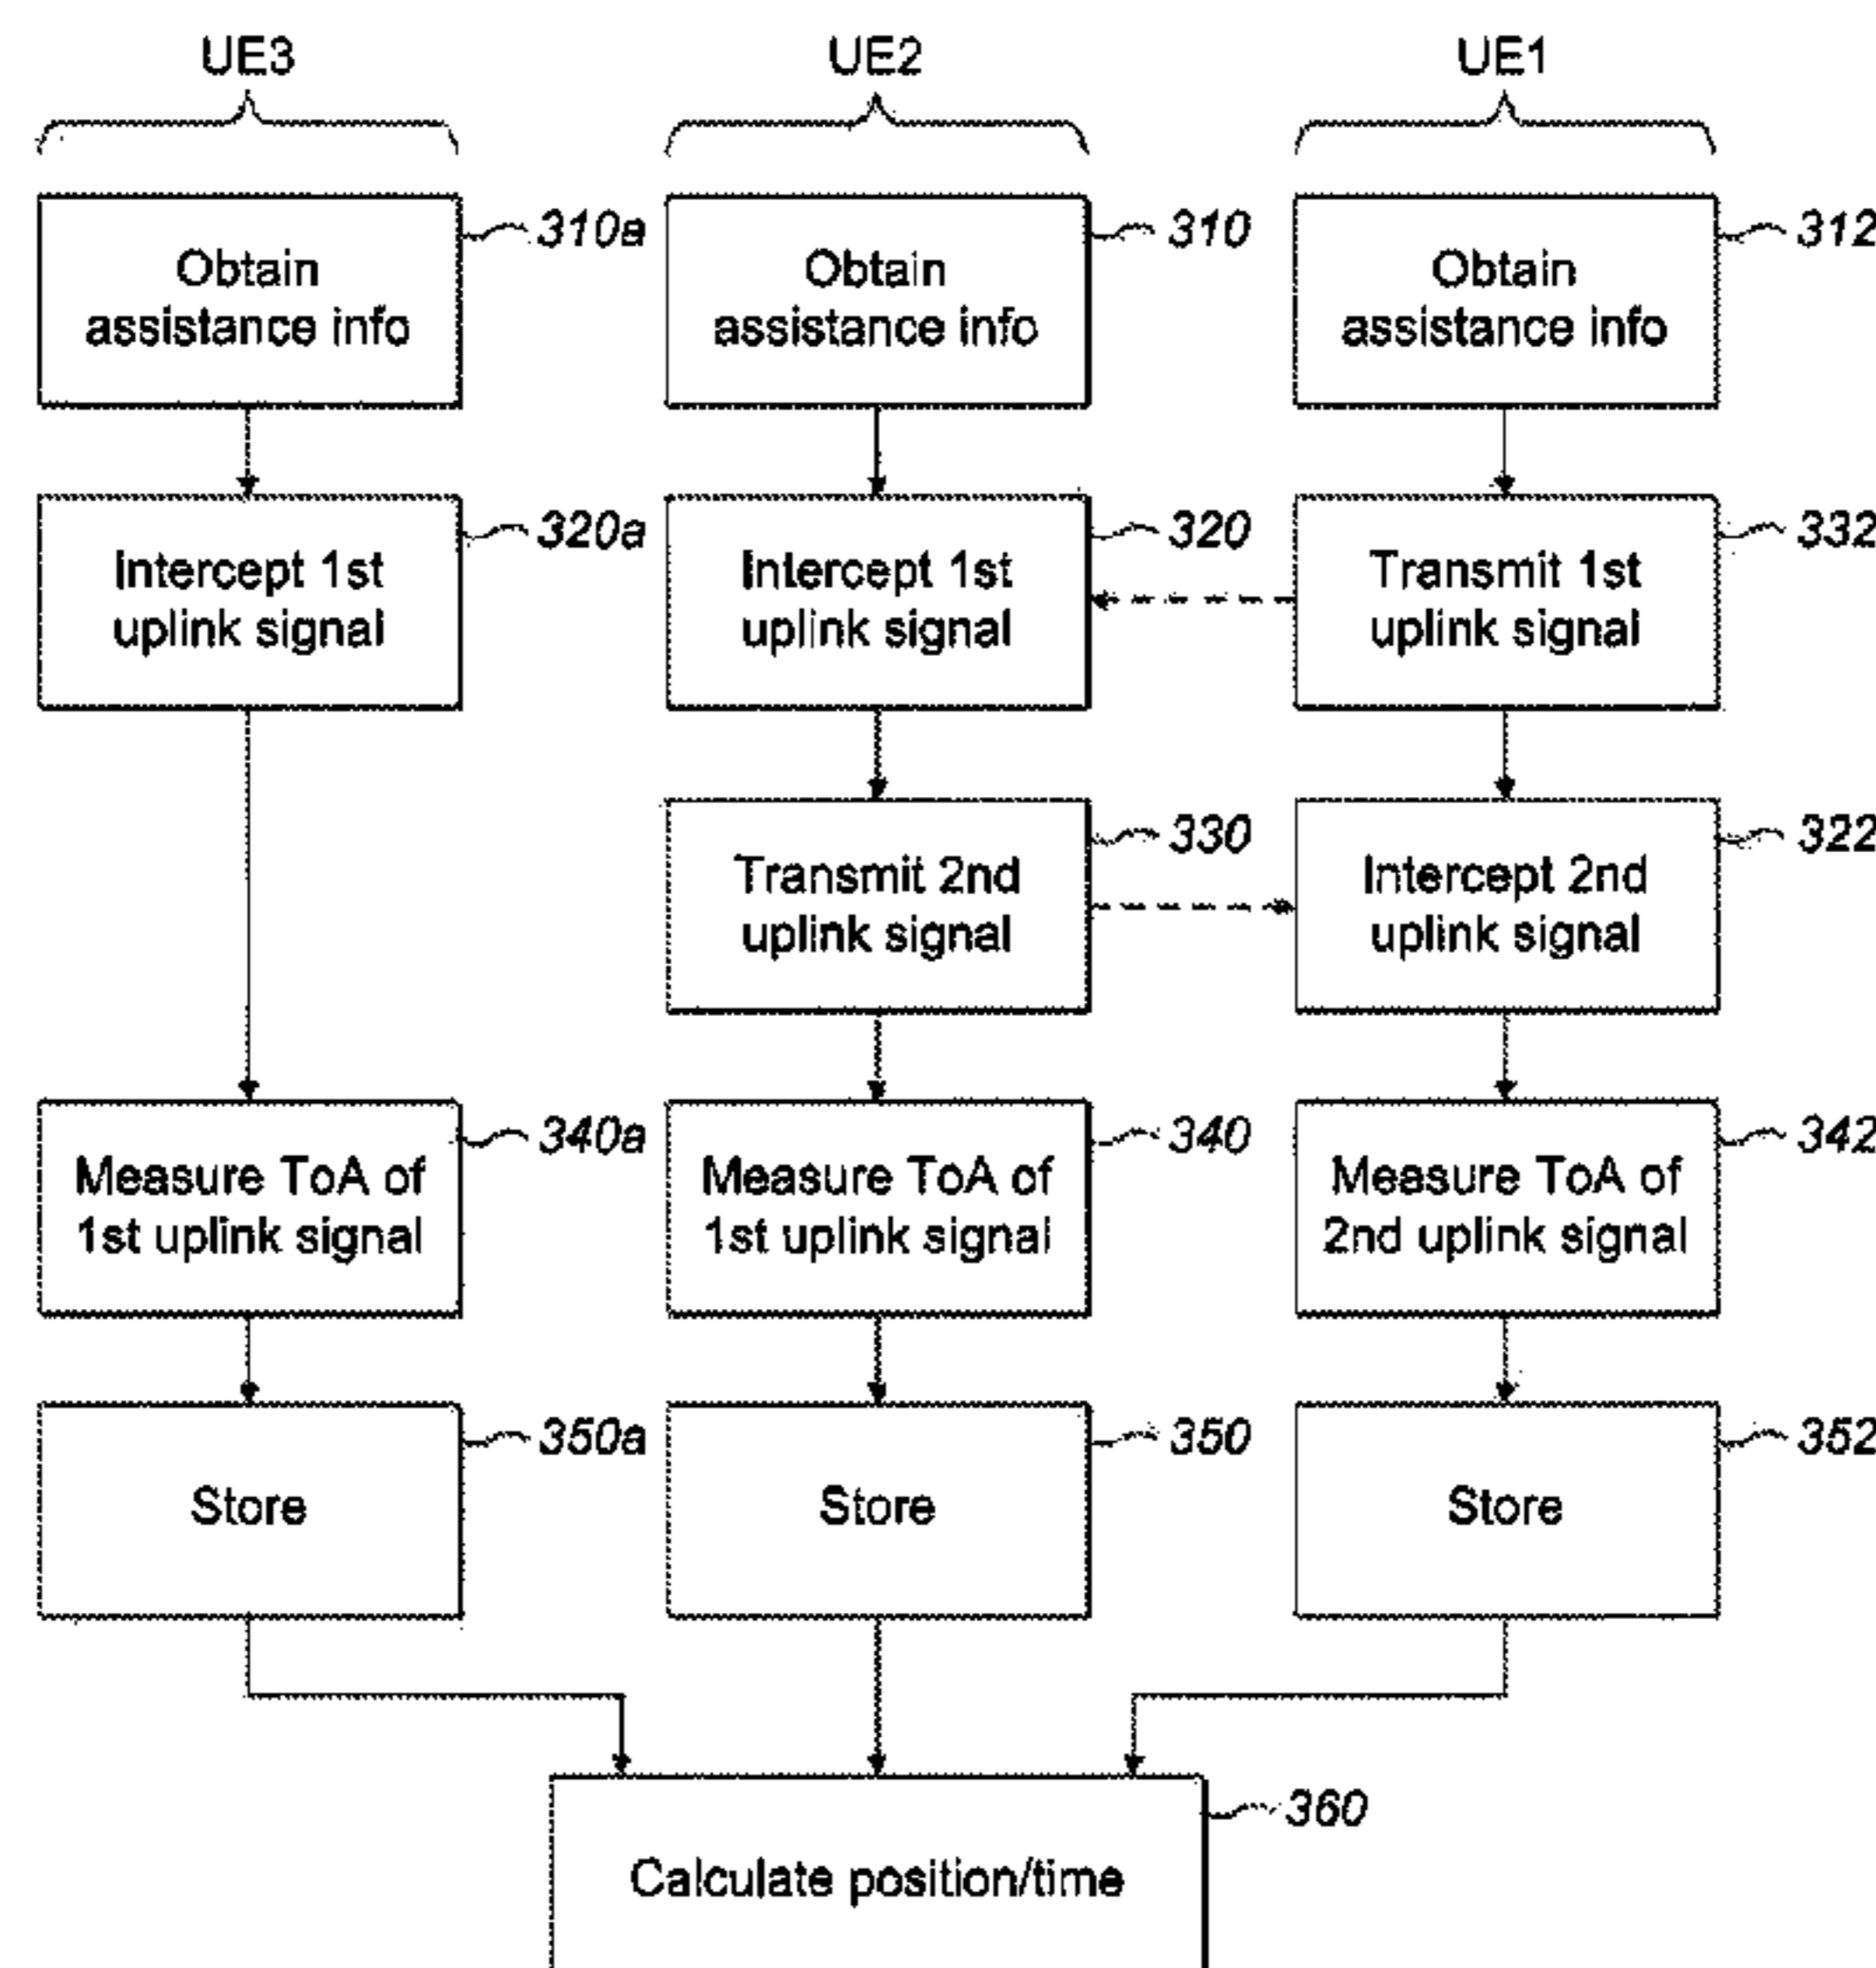 UE3
UE2
UE1
Obtain
assistance info
310a
Obtain
assistance info
310
Obtain
assistance info
312
Intercept 1st
uplink signal
320a
Intercept 1st
uplink signal
320
Transmit 1st
uplink signal
332
Transmit 2nd
uplink signal
330
Intercept 2nd
uplink signal
322
Measure ToA of
1st uplink signal
340a
Measure ToA of
1st uplink signal
340
Measure ToA of
2nd uplink signal
342
Store
350a
Store
350
Store
352
Calculate position/time
360